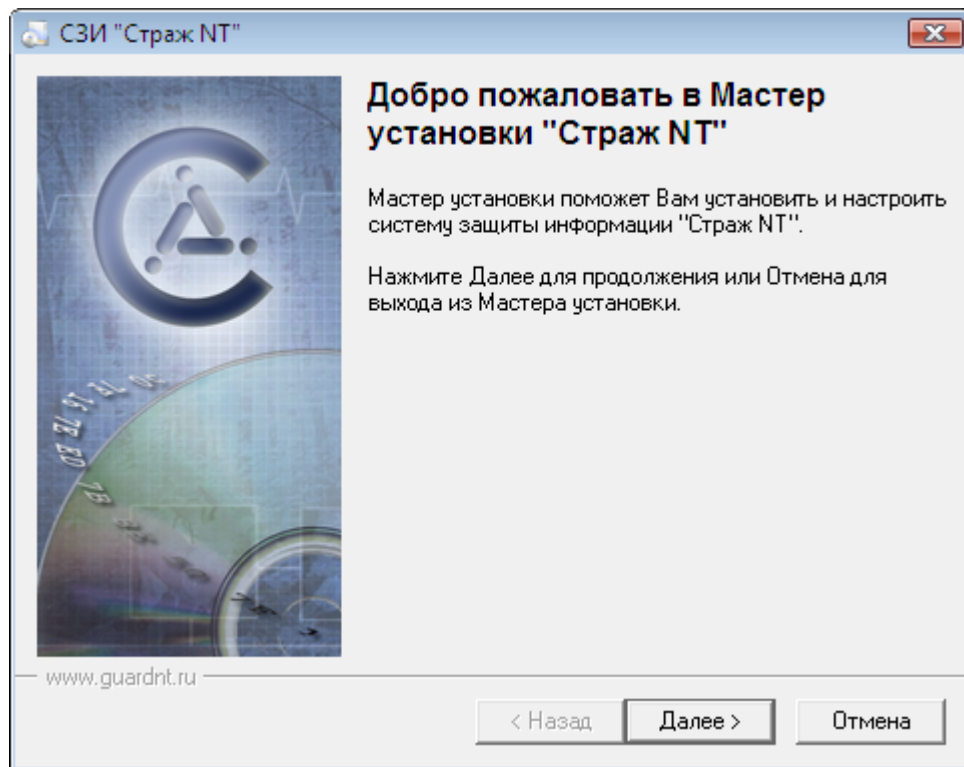 СЗИ "Страж NT"
Добро пожаловать в Мастер
установки "Страж NT"
Мастер установки поможет Вам установить и настроить
систему защиты информации "Страж NT".
Нажмите Далее для продолжения или Отмена для
выхода из Мастера установки.
www.guardnt.ru
< Назад
Далее >
Отмена